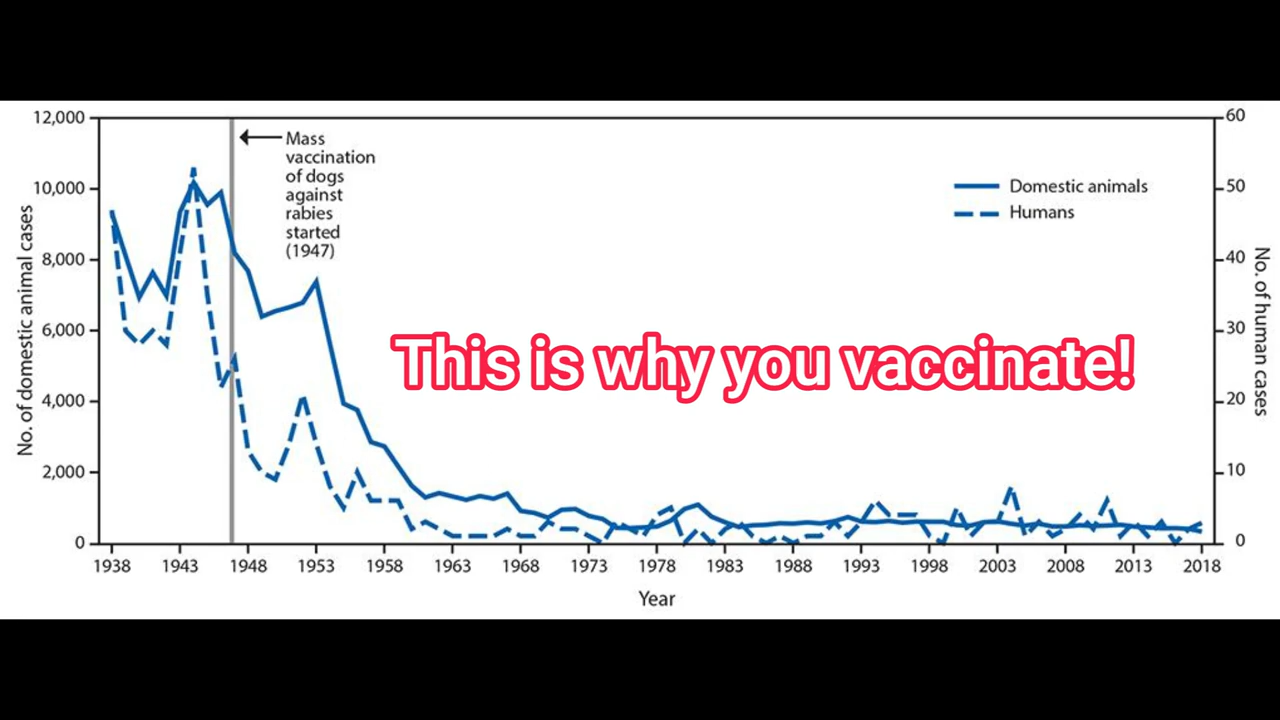 12,000
10,000
8,000
6,000
4,000
2,000
0
No. of domestic animal cases
60
50
40
30
20
10
0
No. of human cases
Mass
vaccination
of dogs
against
rabies
started
(1947)
Domestic animals
Humans
This is why you vaccinate!
1938 1943 1948 1953 1958 1963 1968 1973 1978 1983 1988 1993 1998 2003 2008 2013 2018
Year